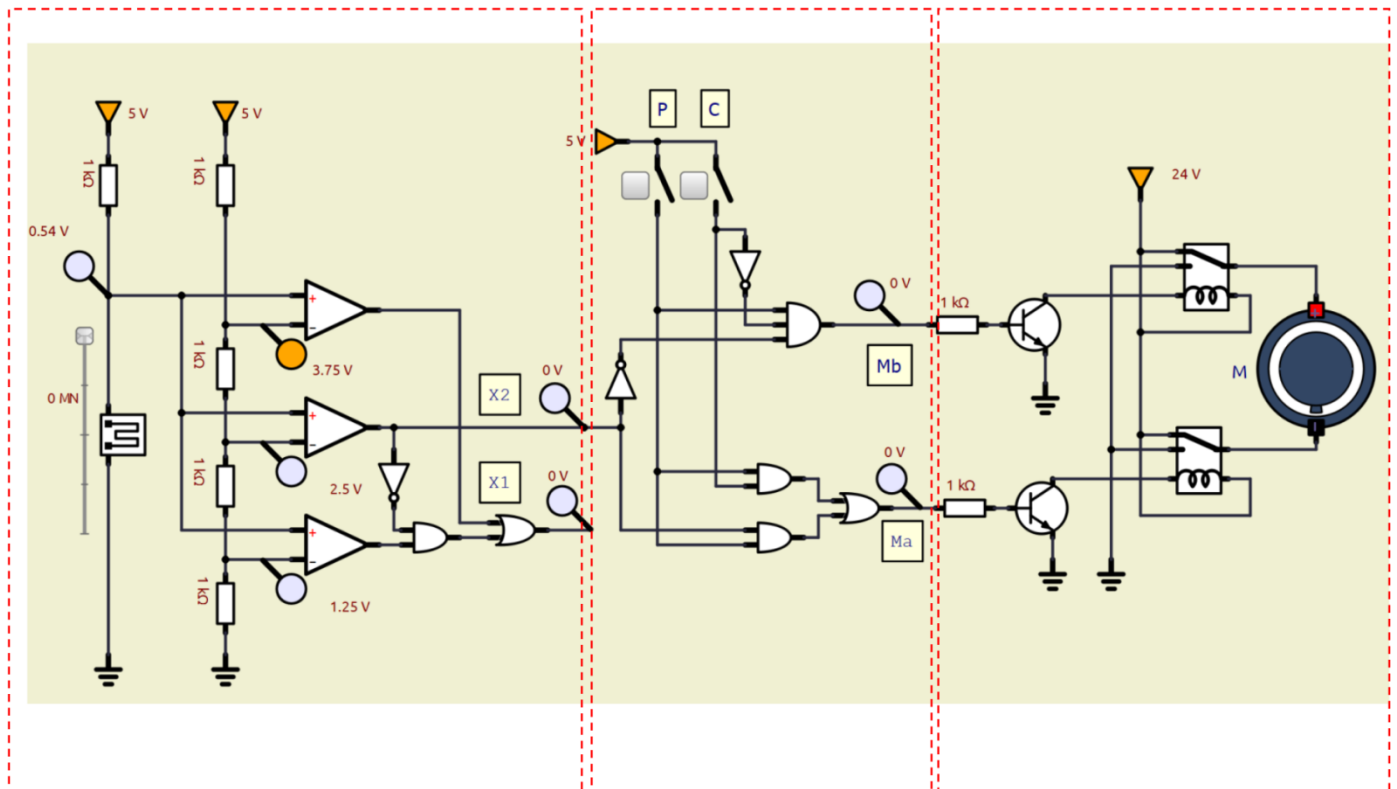 P
C
5 V
5 V
5 V
1 kΩ
1 kΩ
24 V
0.54 V
0 V
1 kΩ
+
−
1 kΩ
3.75 V
Mb
M
0 MN
X2
0 V
+
−
1 kΩ
2.5 V
X1
0 V
0 V
1 kΩ
+
−
Ma
1 kΩ
1.25 V